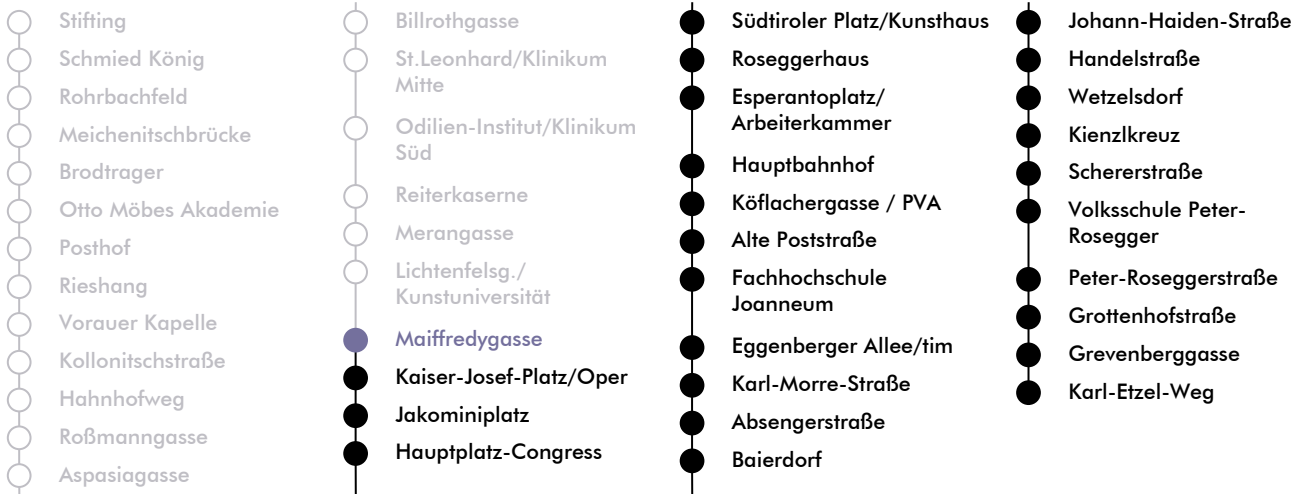 Stifting
Schmied König
Rohrbachfeld
Meichenitschbrücke
Brodtrager
Otto Möbes Akademie
Posthof
Rieshang
Vorauer Kapelle
Kollonitschstraße
Hahnhofweg
Roßmanngasse
Aspasiagasse
Billrothgasse
St.Leonhard/Klinikum
Mitte
Odilien-Institut/Klinikum
Süd
Reiterkaserne
Merangasse
Lichtenfelsg./
Kunstuniversität
Maiffredygasse
Kaiser-Josef-Platz/Oper
Jakominiplatz
Hauptplatz-Congress
Südtiroler Platz/Kunsthaus
Roseggerhaus
Esperantoplatz/
Arbeiterkammer
Hauptbahnhof
Köflachergasse / PVA
Alte Poststraße
Fachhochschule
Joanneum
Eggenberger Allee/tim
Karl-Morre-Straße
Absengerstraße
Baierdorf
Johann-Haiden-Straße
Handelstraße
Wetzelsdorf
Kienzlkreuz
Schererstraße
Volksschule Peter-
Rosegger
Peter-Roseggerstraße
Grottenhofstraße
Grevenberggasse
Karl-Etzel-Weg